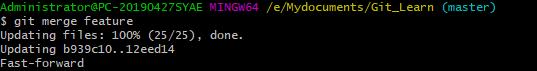 Administrator@PC-20190427SYAE MINGW64 /e/Mydocuments/Git_Learn (master)
$ git merge feature
Updating files: 100% (25/25), done.
Updating b939c10..12eed14
Fast-forward